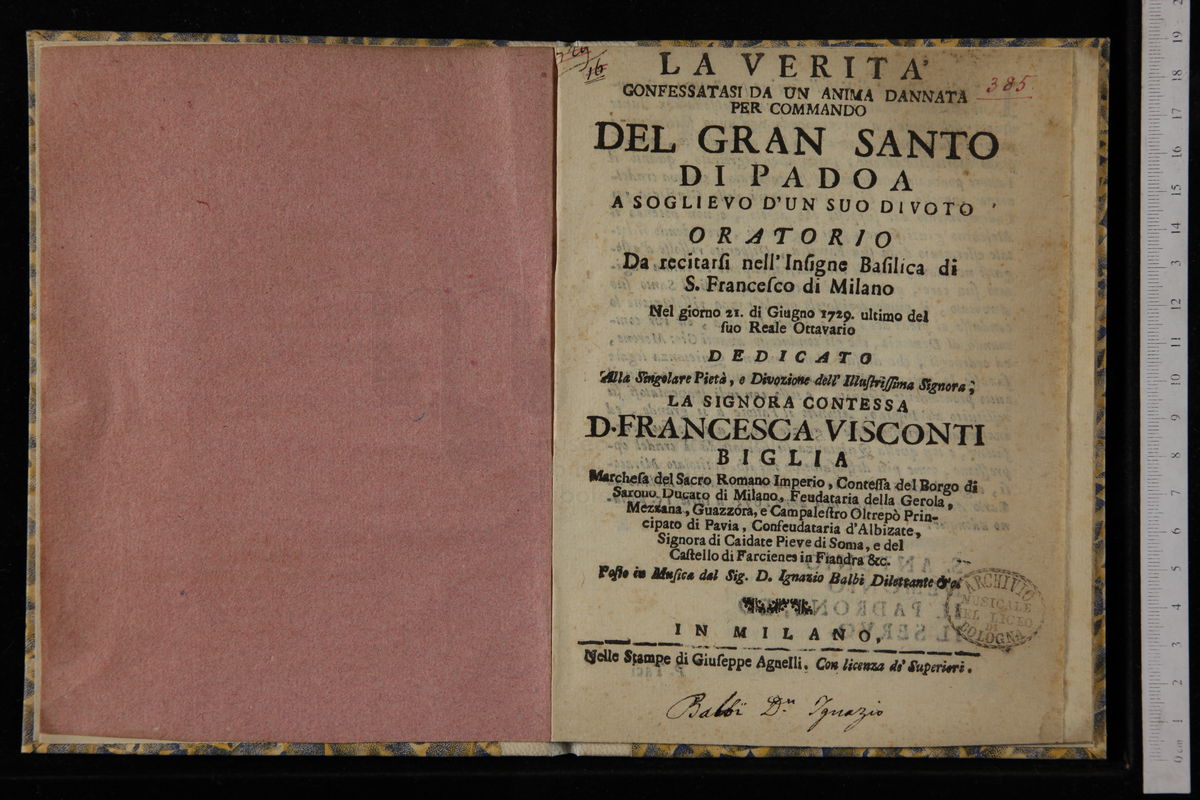 229
16
LA VERITA'
385
CONFESSATASI DA UN ANIMA DANNATA
PER COMMANDO
DEL GRAN SANTO
DI PADOA
A SOGLIEVO D'UN SUO DIVOTO
ORATORIO
Da recitarſi nell'Inſigne Baſilica di
S. Franceſco di Milano
Nel giorno 21. di Giugno 1729. ultimo del
ſuo Reale Ottavario
DEDICATO
Alla Singolare Pietà, e Divozione dell'Illuſtriſſima Signora,
LA SIGNORA CONTESSA
D. FRANCESCA VISCONTI
BIGLIA
Marcheſa del Sacro Romano Imperio, Conteſſa del Borgo di
Sarono Ducato di Milano, Feudataria della Gerola,
Mezzana, Guazzora, e Campaleſtro Oltrepò Prin-
cipato di Pavia, Confeudataria d'Albizate,
Signora di Caidate Pieve di Soma, e del
Caſtello di Farcienes in Fiandra &c.
Poſto in Muſica dal Sig. D. Ignazio Balbi Dilettante &c.
ARCHIVIO
MUSICALE
DEL LICEO
DI
BOLOGNA
IN MILANO,
Nelle Stampe di Giuſeppe Agnelli. Con licenza de' Superiori.
Balbi D.n Ignazio